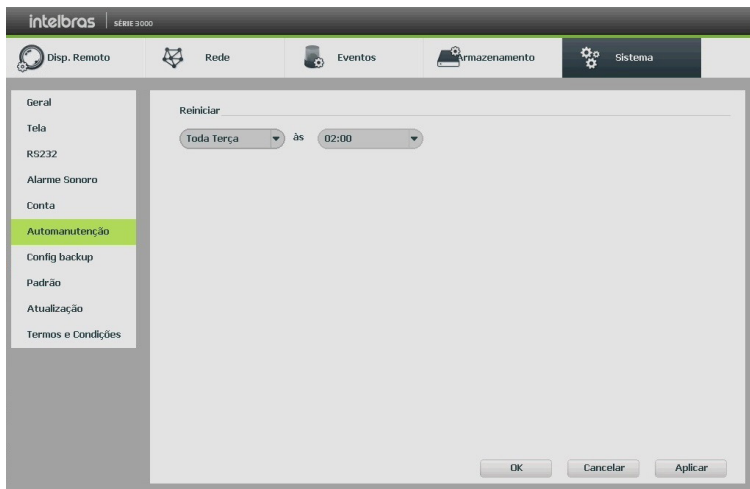 intelbras SÉRIE 3000
Disp. Remoto
Rede
Eventos
Armazenamento
Sistema
Geral
Tela
RS232
Alarme Sonoro
Conta
Automanutenção
Config backup
Padrão
Atualização
Termos e Condições
Reiniciar
Toda Terça às 02:00
OK Cancelar Aplicar